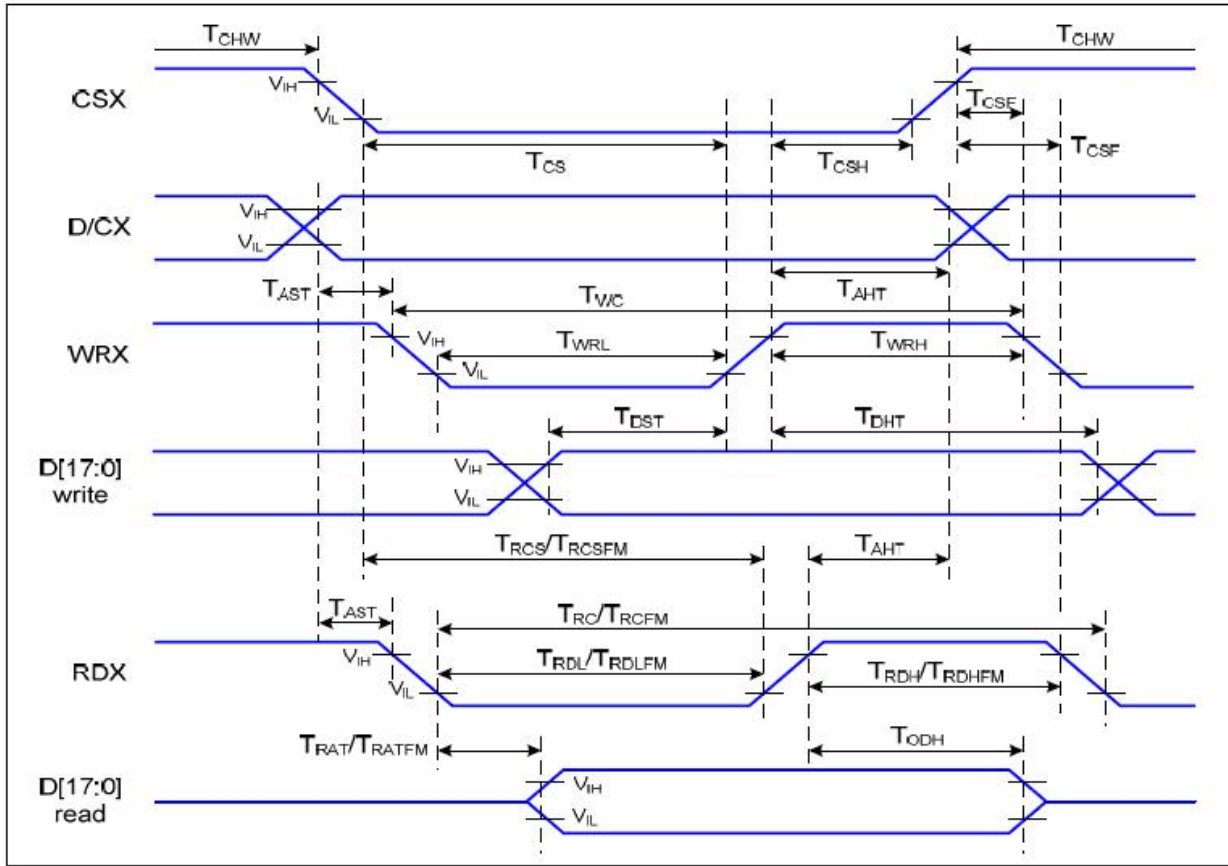 TCHW TCHW
VIH
CSX
TCSF
VIL
TCSF
TCS TCSH
VIH
D/CX
VIL
TAST TWC TAHT
VIH
WRX
TWRL TWRH
VIL
TDST TDHT
D[17:0]
write
VIH
VIL
TRCS/TRCSFM TAHT
TAST TRC/TRCFM
RDX
VIH
TRDL/TRDLFM TRDH/TRDHFM
VIL
TRAT/TRATFM TODH
D[17:0]
read
VIH
VIL